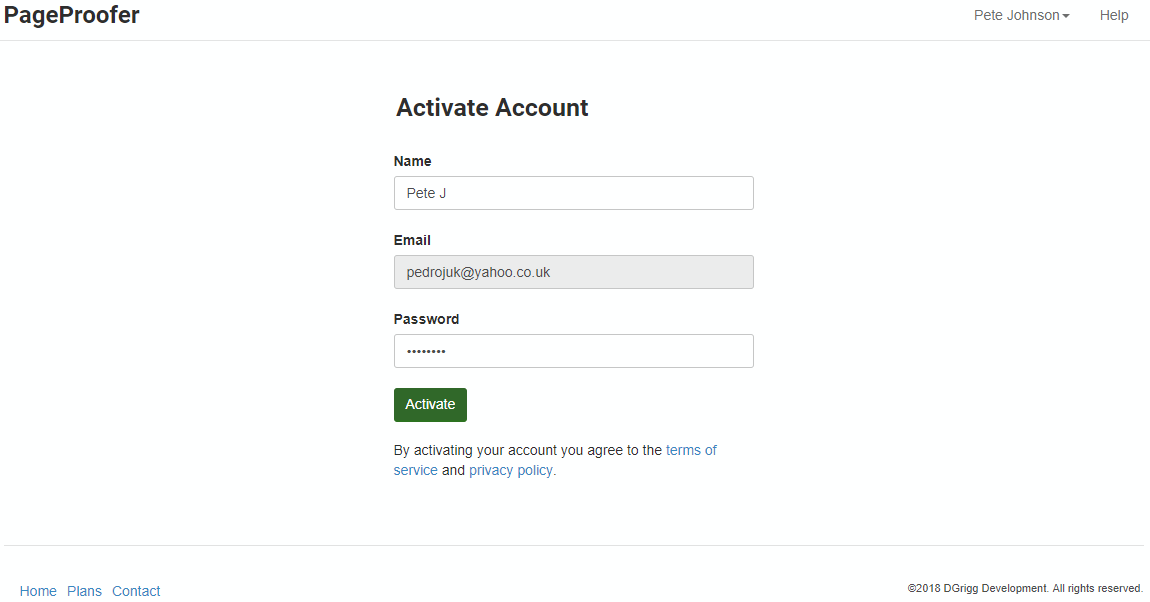 PageProofer
Pete Johnson Help
Activate Account
Name
Pete J
Email
pedrojuk@yahoo.co.uk
Password
••••••••
Activate
By activating your account you agree to the terms of
service and privacy policy.
Home Plans Contact
©2018 DGrigg Development. All rights reserved.